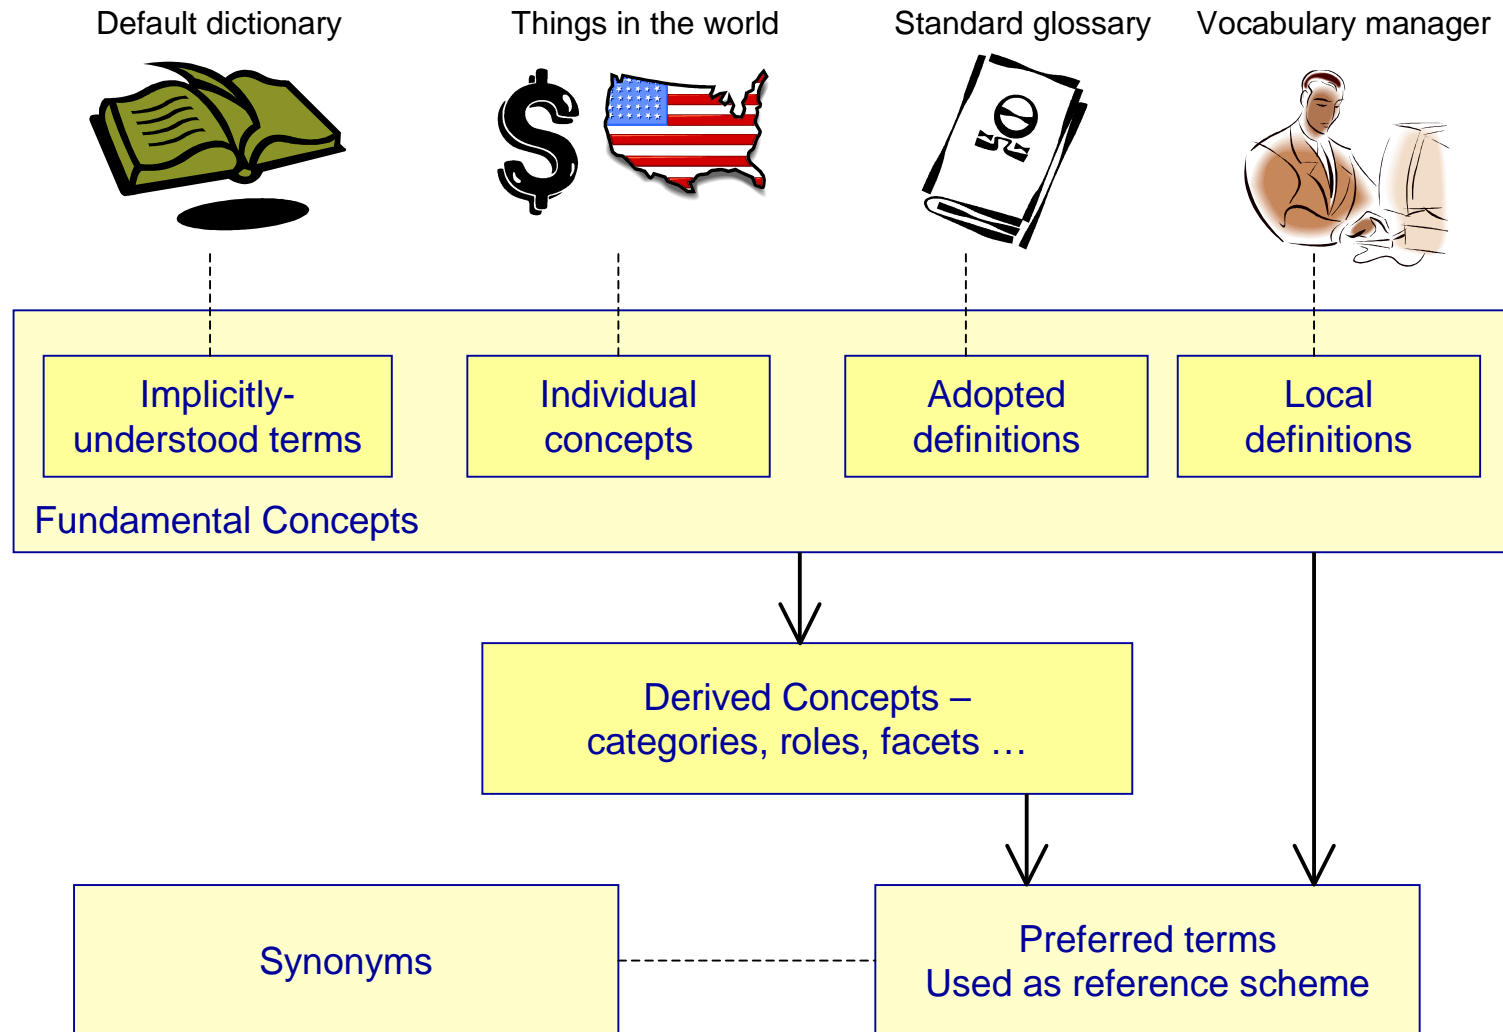 Default dictionary
Things in the world
Standard glossary
Vocabulary manager
Implicitly-
understood terms
Individual
concepts
Adopted
definitions
Local
definitions
Fundamental Concepts
Derived Concepts –
categories, roles, facets …
Synonyms
Preferred terms
Used as reference scheme